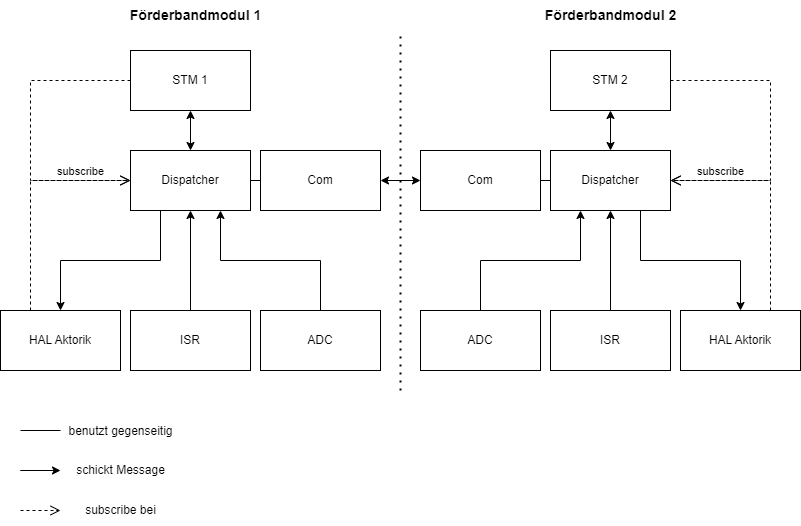 Förderbandmodul 1
Förderbandmodul 2
STM 1
STM 2
subscribe
Dispatcher
Com
Com
Dispatcher
subscribe
HAL Aktorik
ISR
ADC
ADC
ISR
HAL Aktorik
benutzt gegenseitig
schickt Message
subscribe bei